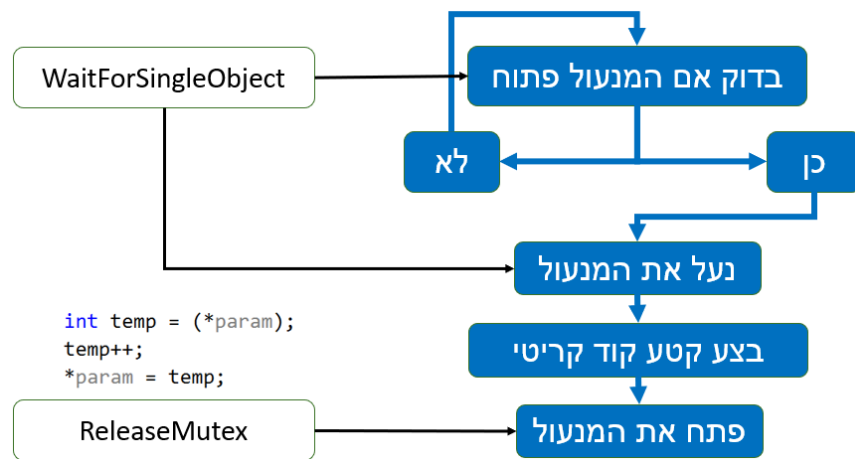 WaitForSingleObject
בדוק אם המנעול פתוח
לא
כן
נעל את המנעול
int temp = (*param);
temp++;
*param = temp;
בצע קטע קוד קריטי
ReleaseMutex
פתח את המנעול